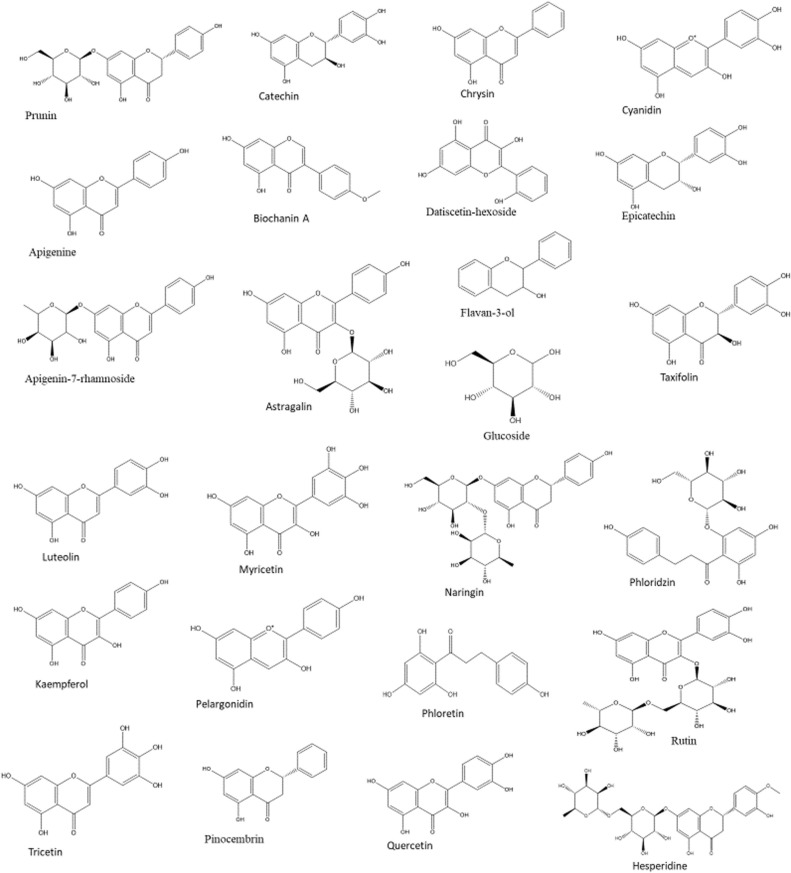 Prunin
Catechin
Chrysin
Cyanidin
Apigenine
Biochanin A
Datiscetin-hexoside
Epicatechin
Apigenin-7-rhamnoside
Astragalin
Flavan-3-ol
Glucoside
Taxifolin
Luteolin
Myricetin
Naringin
Phloridzin
Kaempferol
Pelargonidin
Phloretin
Rutin
Tricetin
Pinocembrin
Quercetin
Hesperidine